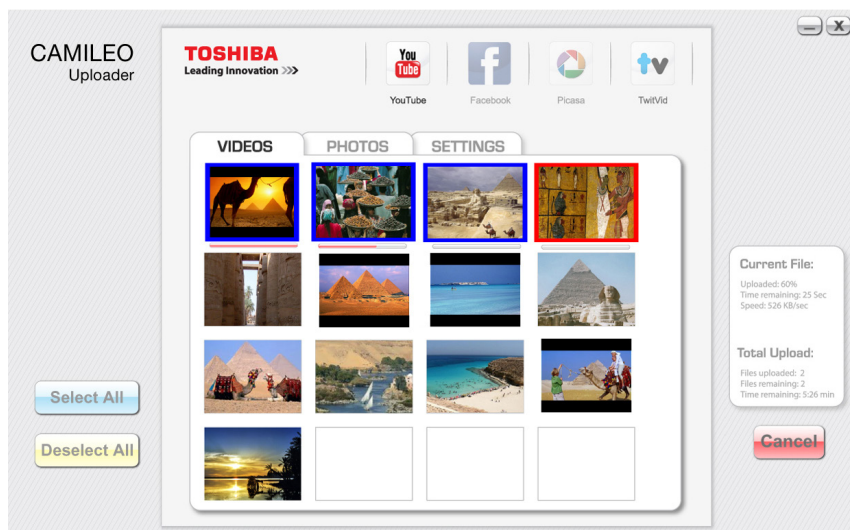 CAMILEO
Uploader
TOSHIBA
Leading Innovation >>>
You
Tube
f
tv
YouTube
Facebook
Picasa
TwitVid
X
VIDEOS
PHOTOS
SETTINGS
Select All
Deselect All
Current File:
Uploaded: 60%
Time remaining: 25 Sec
Speed: 526 KB/sec
Total Upload:
Files uploaded: 2
Files remaining: 2
Time remaining: 5:26 min
Cancel